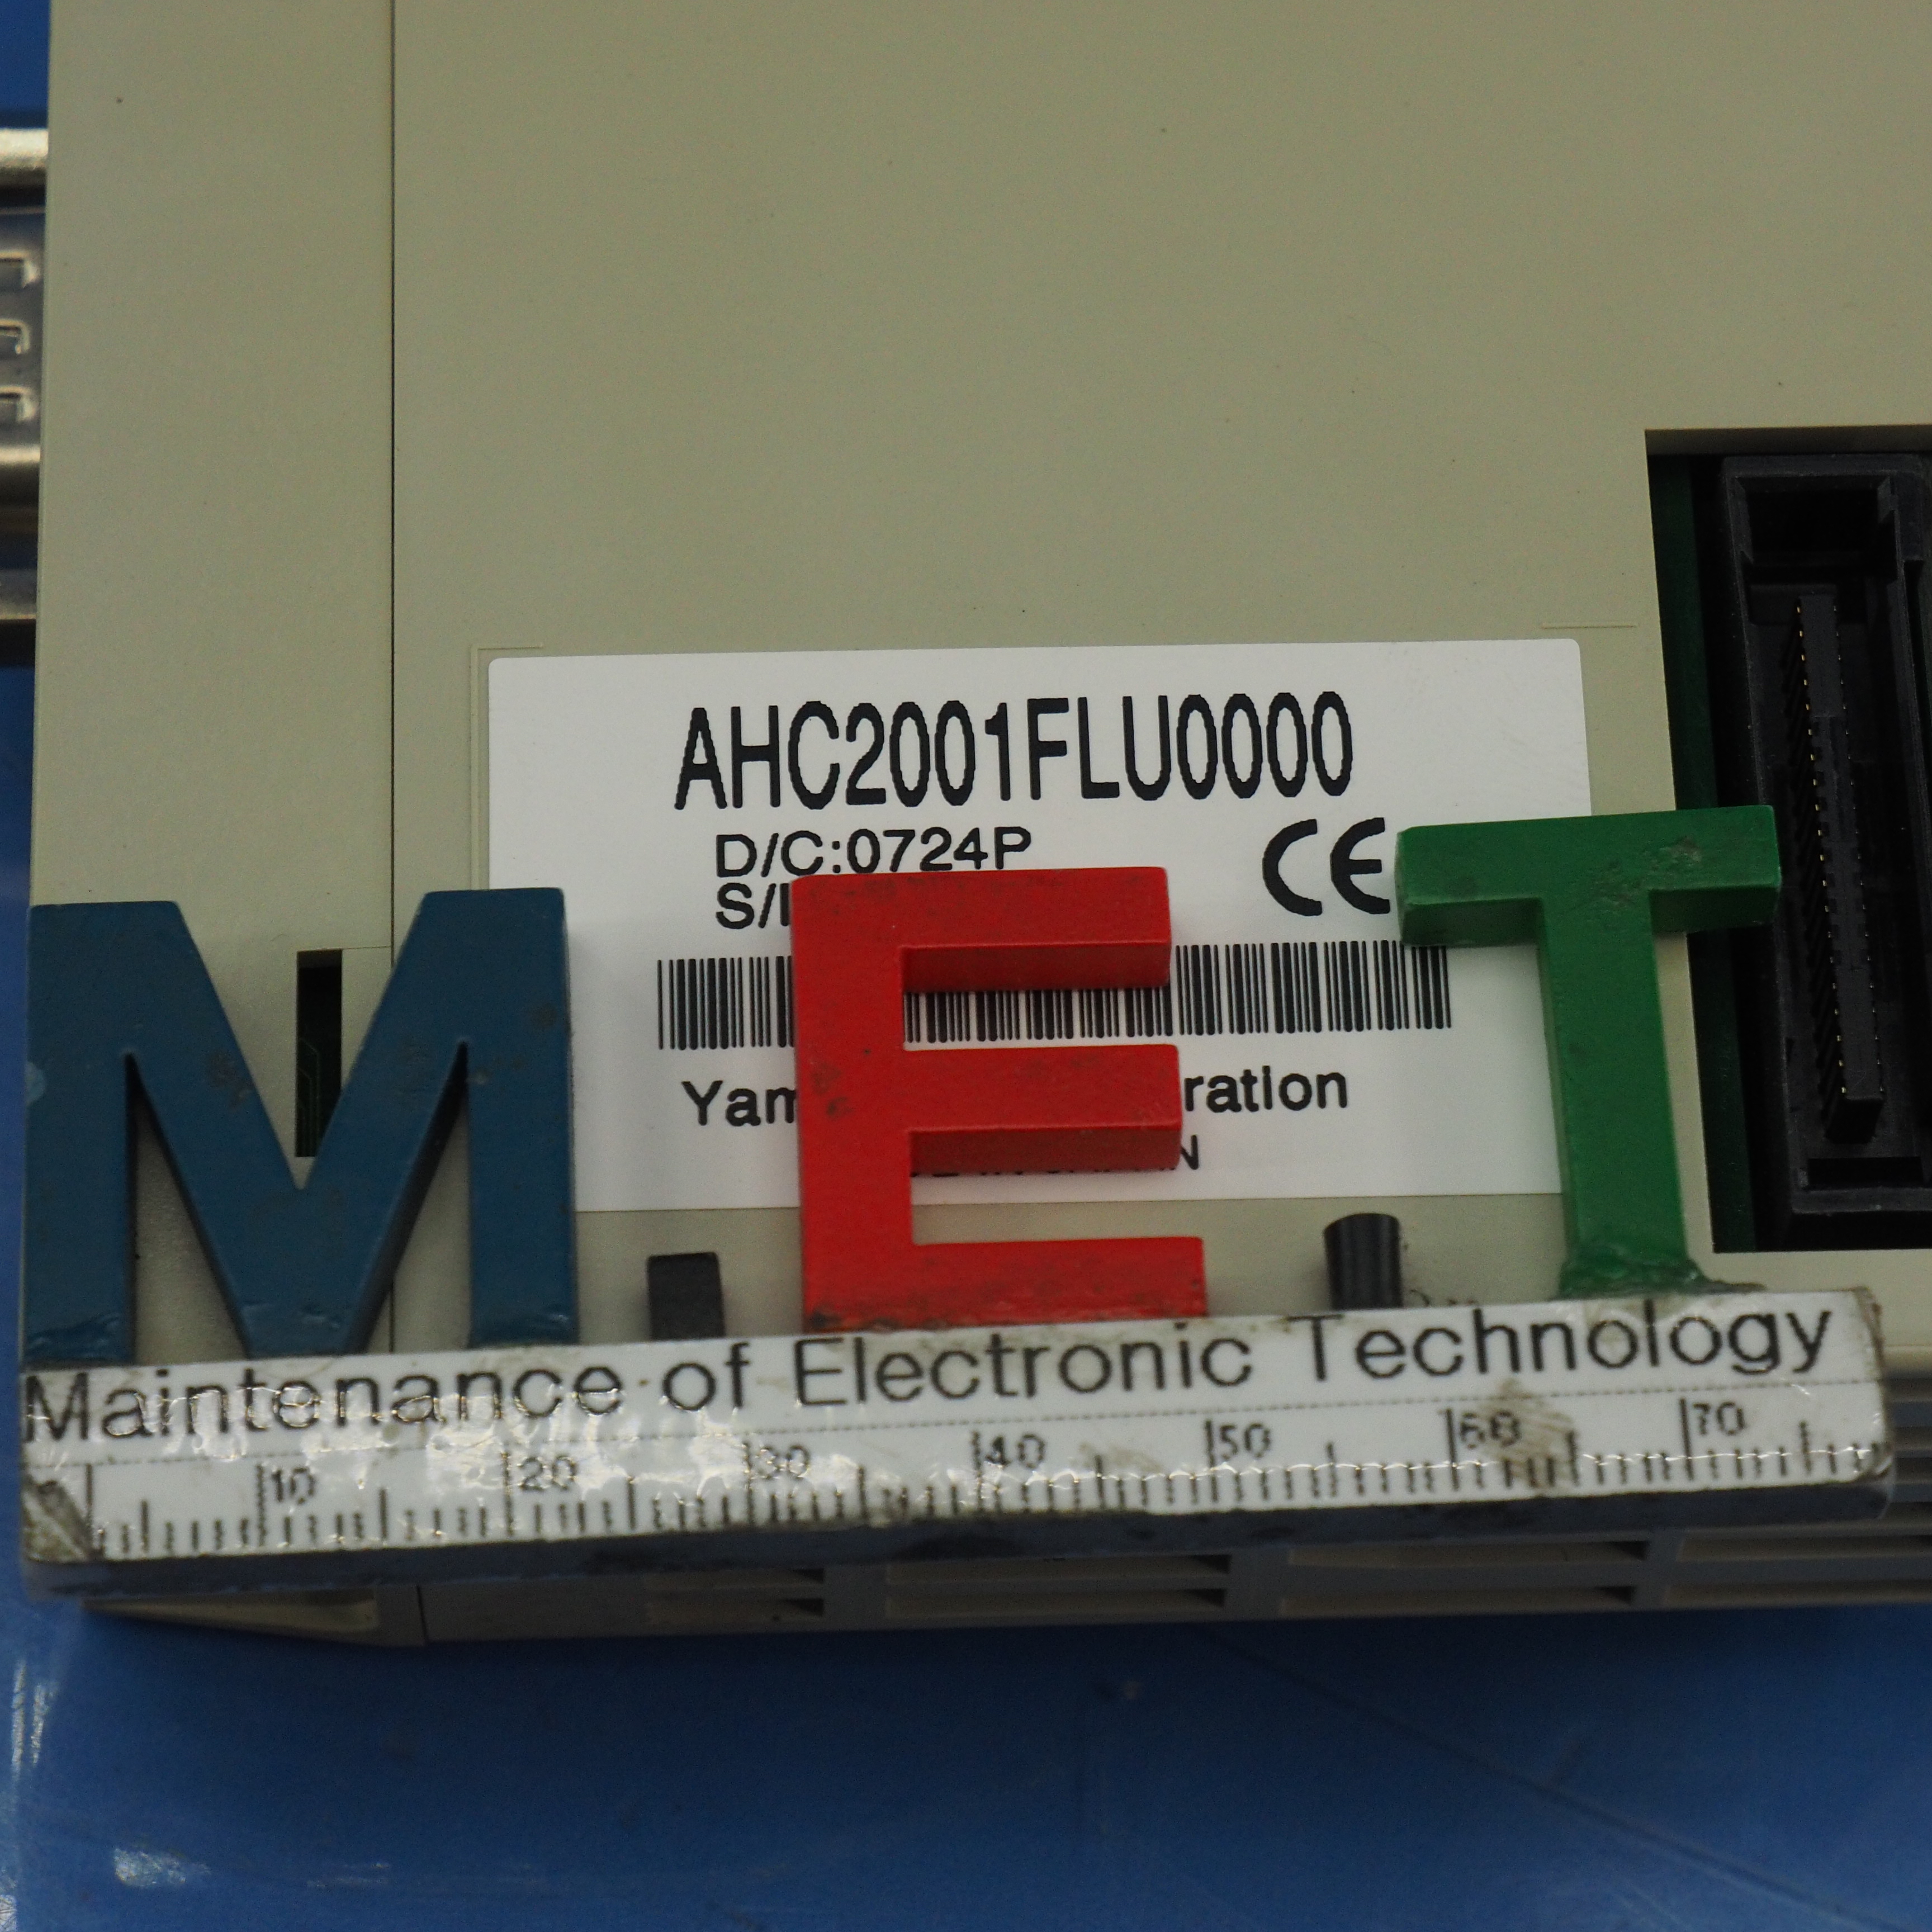 AHC2001FLU0000
D/C:0724P
CE
M.E.T
Maintenance of Electronic Technology
10 20 30 40 50 60 70